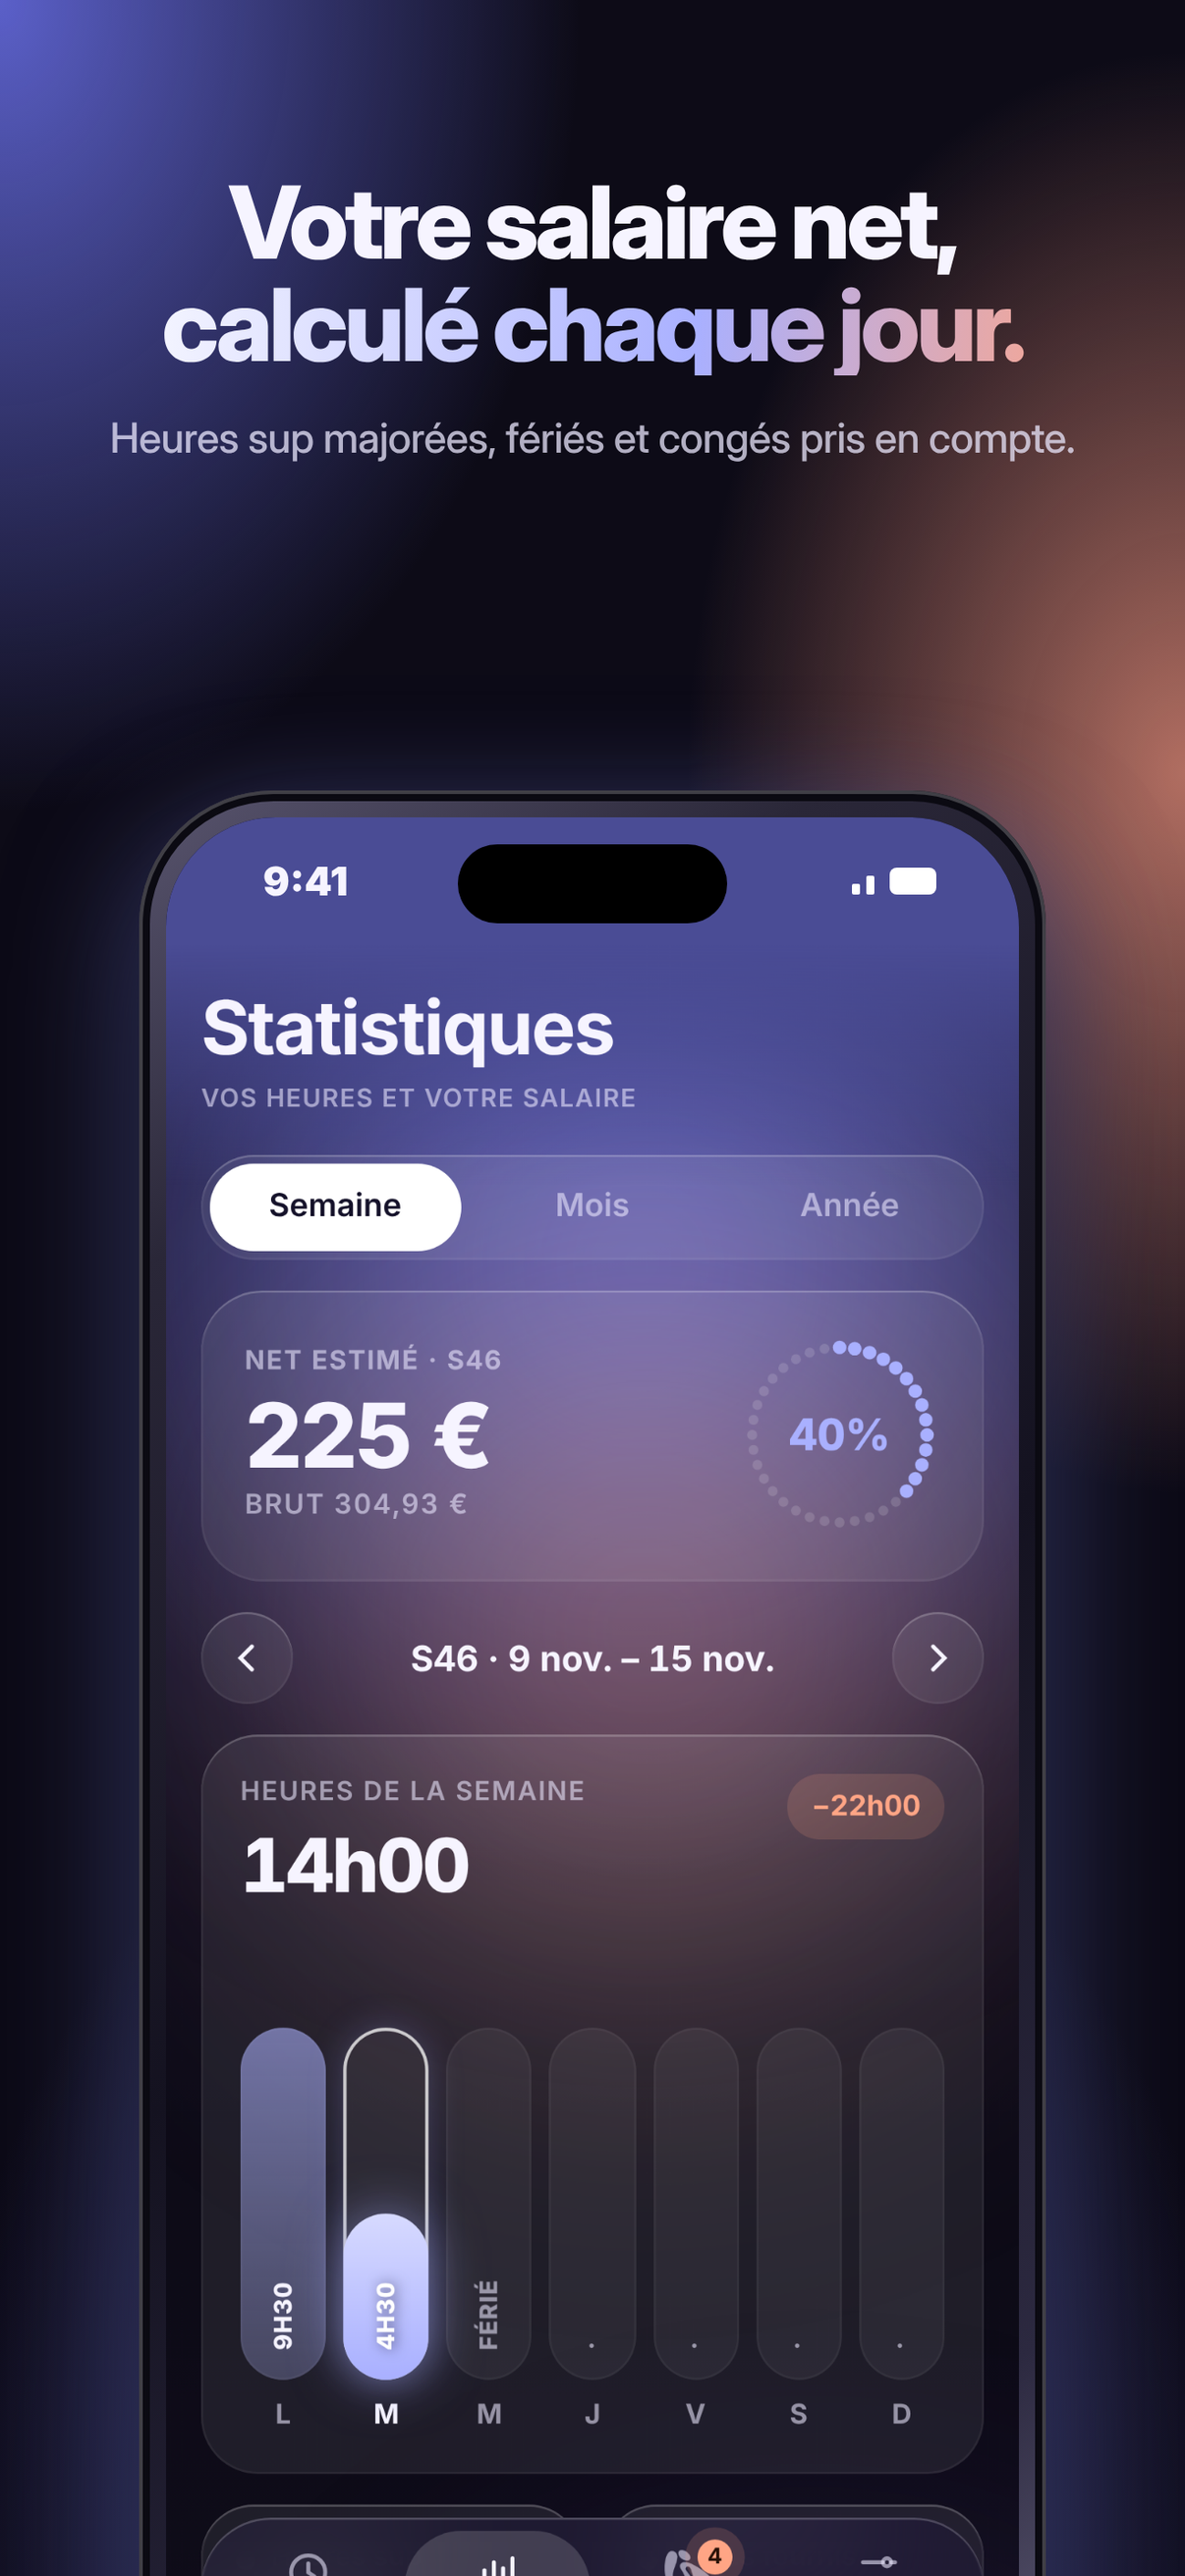 Votre salaire net,
calculé chaque jour.
Heures sup majorées, fériés et congés pris en compte.
9:41
Statistiques
VOS HEURES ET VOTRE SALAIRE
Semaine Mois Année
NET ESTIMÉ · S46
225 €
40%
BRUT 304,93 €
S46 · 9 nov. – 15 nov.
HEURES DE LA SEMAINE
–22h00
14h00
9H30 4H30 FÉRIÉ . . . .
L M M J V S D
4